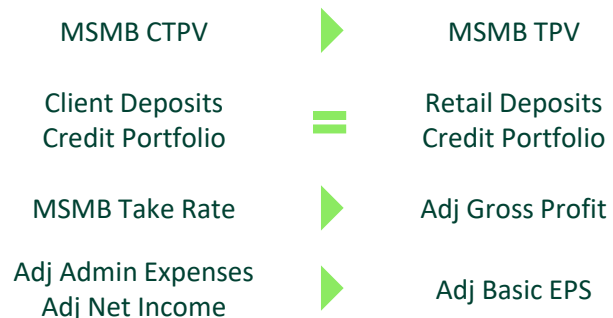 MSMB CTPV
MSMB TPV
Client Deposits
Credit Portfolio
Retail Deposits
Credit Portfolio
MSMB Take Rate
Adj Gross Profit
Adj Admin Expenses
Adj Net Income
Adj Basic EPS